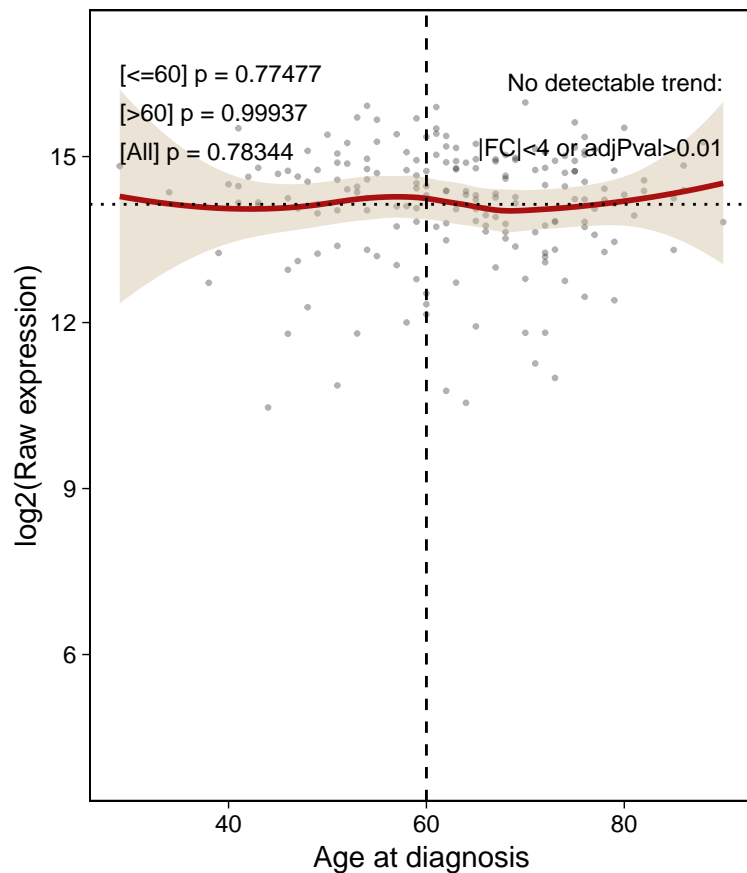 [<=60] p = 0.77477
[>60] p = 0.99937
[All] p = 0.78344
No detectable trend:
|FC|<4 or adjPval>0.01
15
12
9
6
log2(Raw expression)
40
60
80
Age at diagnosis